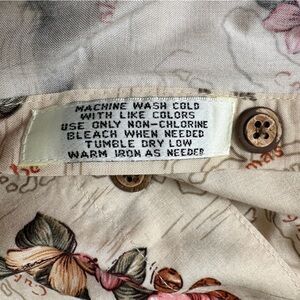 MACHINE WASH COLD
WITH LIKE COLORS
USE ONLY NON-CHLORINE
BLEACH WHEN NEEDED
TUMBLE DRY LOW
WARM IRON AS NEEDED